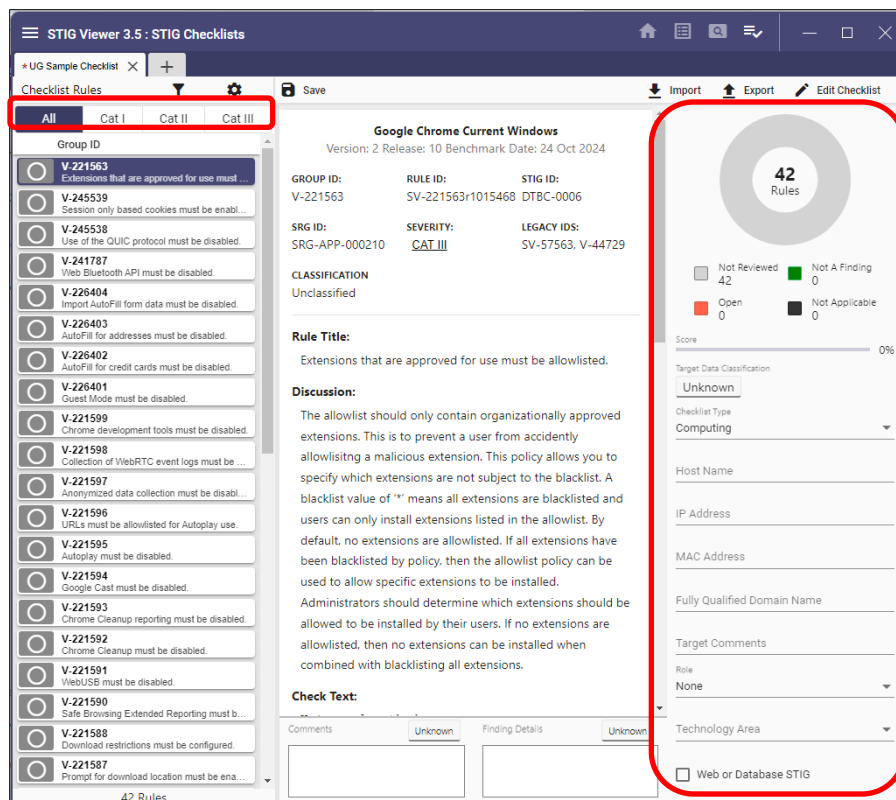 STIG Viewer 3.5 : STIG Checklists
* UG Sample Checklist
Checklist Rules
Save
Import
Export
Edit Checklist
All
Cat I
Cat II
Cat III
Group ID
V-221563
Extensions that are approved for use must ...
V-245539
Session only based cookies must be enabl...
V-245538
Use of the QUIC protocol must be disabled.
V-241787
Web Bluetooth API must be disabled.
V-226404
Import AutoFill form data must be disabled.
V-226403
AutoFill for addresses must be disabled.
V-226402
AutoFill for credit cards must be disabled.
V-226401
Guest Mode must be disabled.
V-221599
Chrome development tools must be disabled.
V-221598
Collection of WebRTC event logs must be ...
V-221597
Anonymized data collection must be disabl...
V-221596
URLs must be allowlisted for Autoplay use.
V-221595
Autoplay must be disabled.
V-221594
Google Cast must be disabled.
V-221593
Chrome Cleanup reporting must be disabled.
V-221592
Chrome Cleanup must be disabled.
V-221591
WebUSB must be disabled.
V-221590
Safe Browsing Extended Reporting must b...
V-221588
Download restrictions must be configured.
V-221587
Prompt for download location must be ena...
42 Rules
Google Chrome Current Windows
Version: 2 Release: 10 Benchmark Date: 24 Oct 2024
GROUP ID: RULE ID: STIG ID:
V-221563 SV-221563r1015468 DTBC-0006
SRG ID: SEVERITY: LEGACY IDS:
SRG-APP-000210 CAT III SV-57563, V-44729
CLASSIFICATION
Unclassified
Rule Title:
Extensions that are approved for use must be allowlisted.
Discussion:
The allowlist should only contain organizationally approved
extensions. This is to prevent a user from accidently
allowlisitng a malicious extension. This policy allows you to
specify which extensions are not subject to the blacklist. A
blacklist value of '*' means all extensions are blacklisted and
users can only install extensions listed in the allowlist. By
default, no extensions are allowlisted. If all extensions have
been blacklisted by policy, then the allowlist policy can be
used to allow specific extensions to be installed.
Administrators should determine which extensions should be
allowed to be installed by their users. If no extensions are
allowlisted, then no extensions can be installed when
combined with blacklisting all extensions.
Check Text:
Comments
Unknown
Finding Details
Unknown
42
Rules
Not Reviewed
42
Not A Finding
0
Open
0
Not Applicable
0
Score
0%
Target Data Classification
Unknown
Checklist Type
Computing
Host Name
IP Address
MAC Address
Fully Qualified Domain Name
Target Comments
Role
None
Technology Area
Web or Database STIG